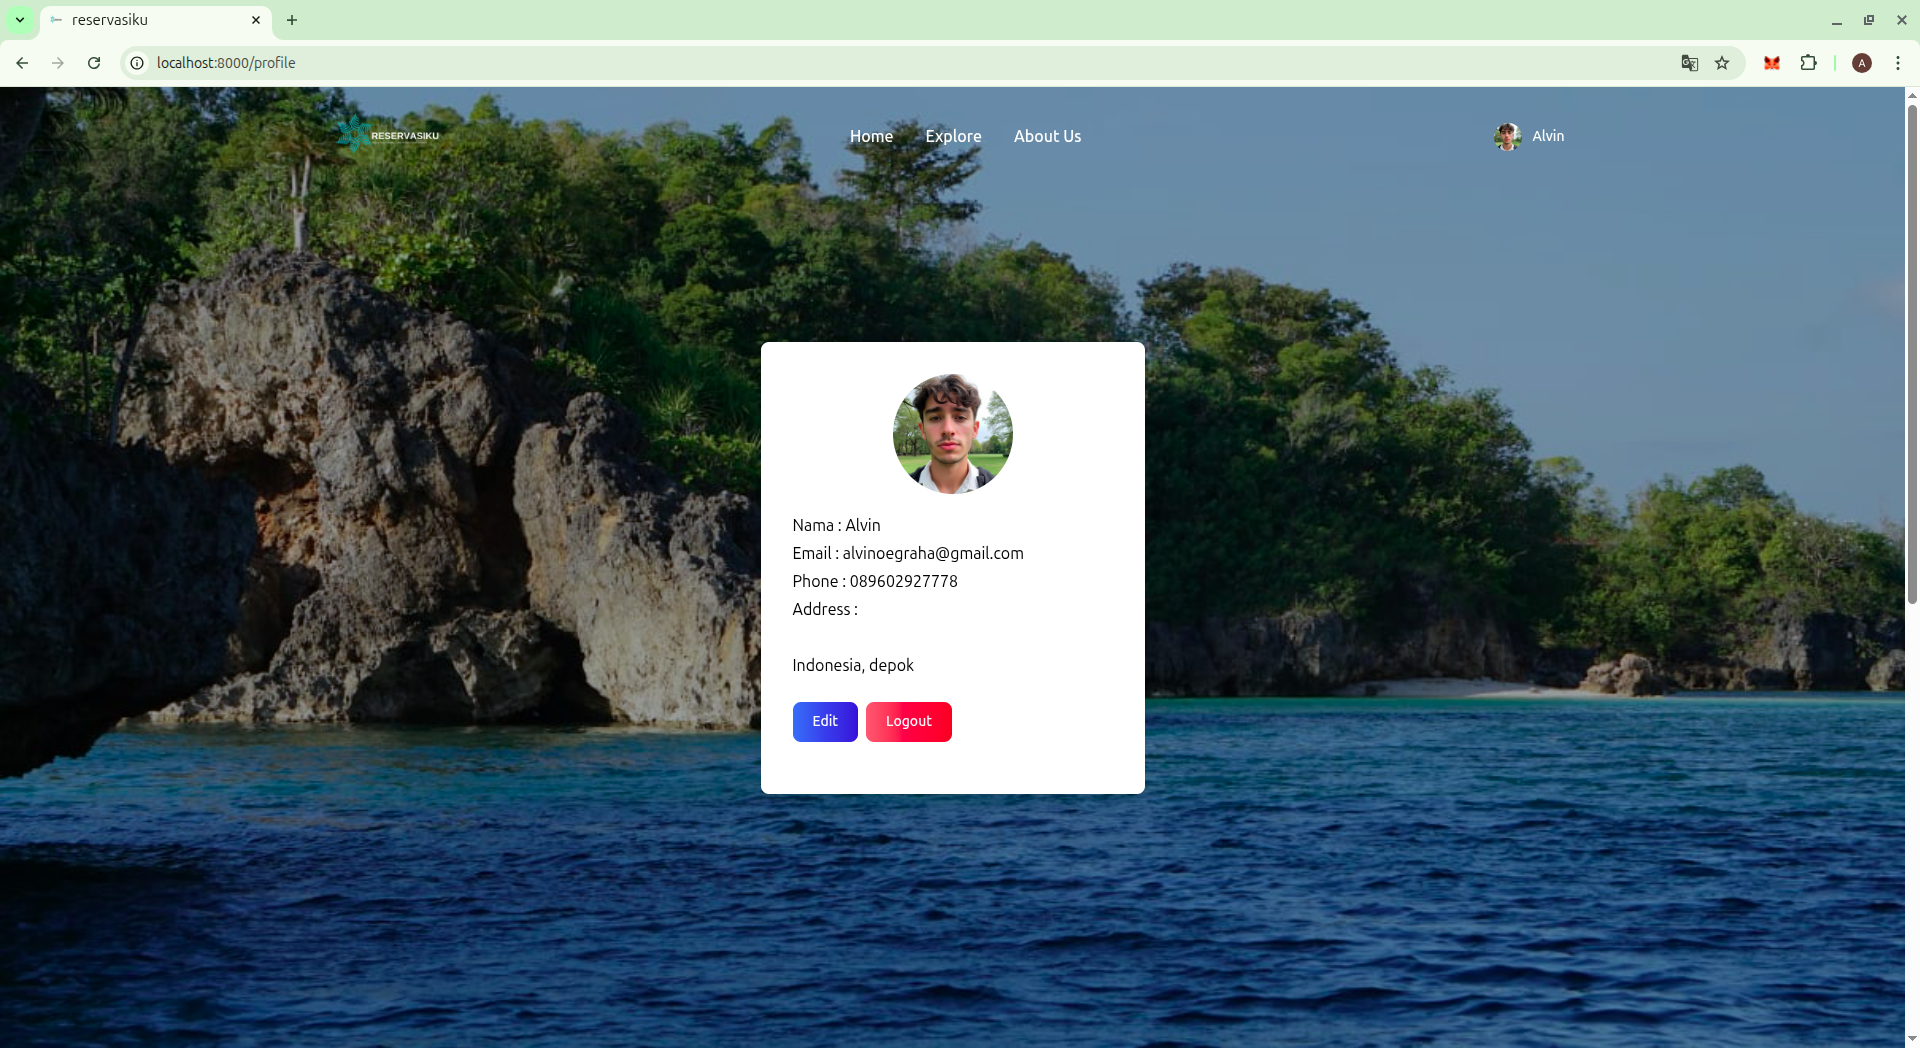 reservasiku
localhost:8000/profile
A
RESERVASIKU
Home
Explore
About Us
Alvin
Nama : Alvin
Email : alvinoegraha@gmail.com
Phone : 089602927778
Address :
Indonesia, depok
Edit
Logout